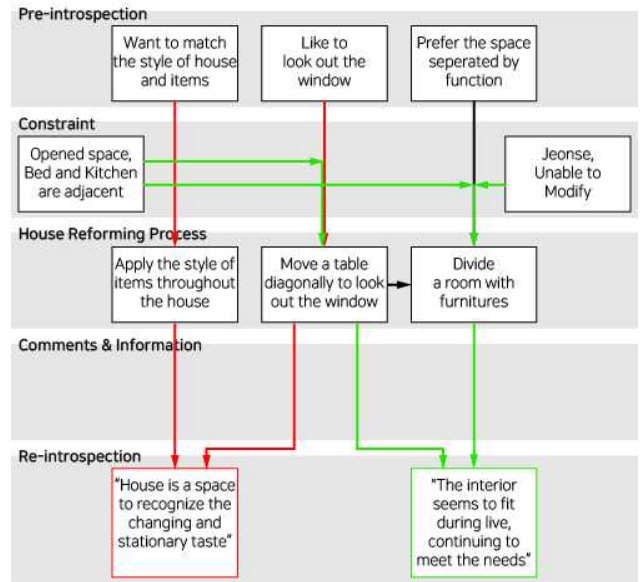 Pre-introspection
Want to match
the style of house
and items
Like to
look out the
window
Prefer the space
seperated by
function
Constraint
Opened space,
Bed and Kitchen
are adjacent
Jeonse,
Unable to
Modify
House Reforming Process
Apply the style of
items throughout
the house
Move a table
diagonally to look
out the window
Divide
a room with
furnitures
Comments & Information
Re-introspection
"House is a space
to recognize the
changing and
stationary taste"
"The interior
seems to fit
during live,
continuing to
meet the needs"